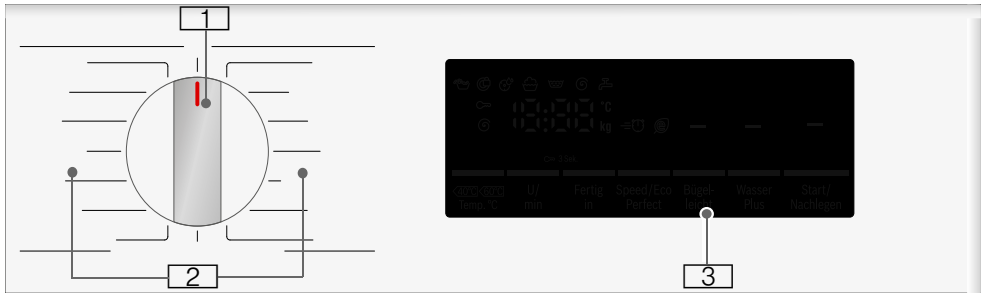 1
18:88 °C
kg
U/ Fertig Speed/Eco Bügel- Wasser Start/
Temp. °C min in Perfect leicht Plus Nachlegen
2
3